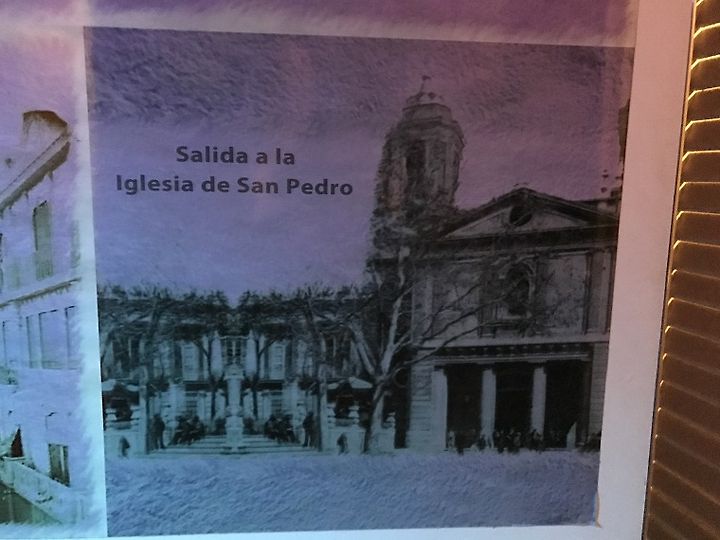 Salida a la
Iglesia de San Pedro